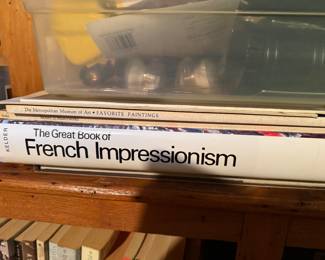 The Metropolitan Museum of Art • FAVORITE PAINTINGS
KELDER
The Great Book of
French Impressionism